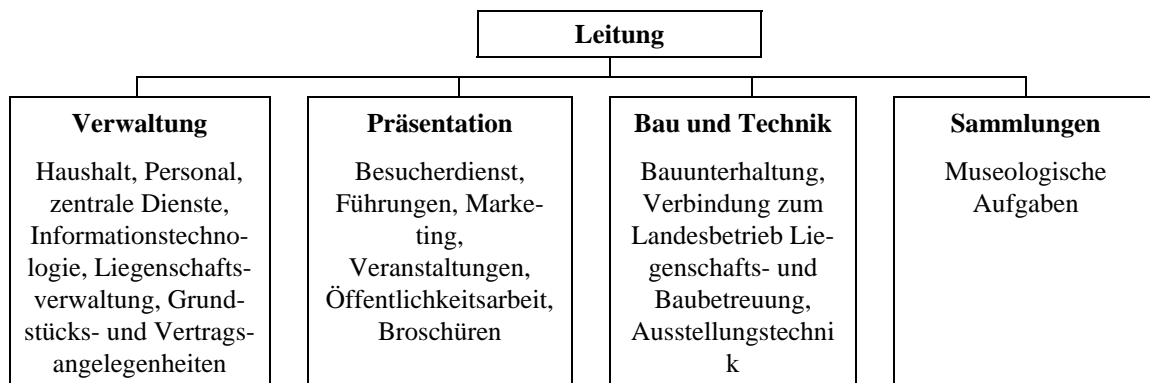 Leitung
Verwaltung
Haushalt, Personal,
zentrale Dienste,
Informationstechno-
logie, Liegenschafts-
verwaltung, Grund-
stücks- und Vertrags-
angelegenheiten
Präsentation
Besucherdienst,
Führungen, Marke-
ting,
Veranstaltungen,
Öffentlichkeitsarbeit,
Broschüren
Bau und Technik
Bauunterhaltung,
Verbindung zum
Landesbetrieb Lie-
genschafts- und
Baubetreuung,
Ausstellungstechni
k
Sammlungen
Museologische
Aufgaben